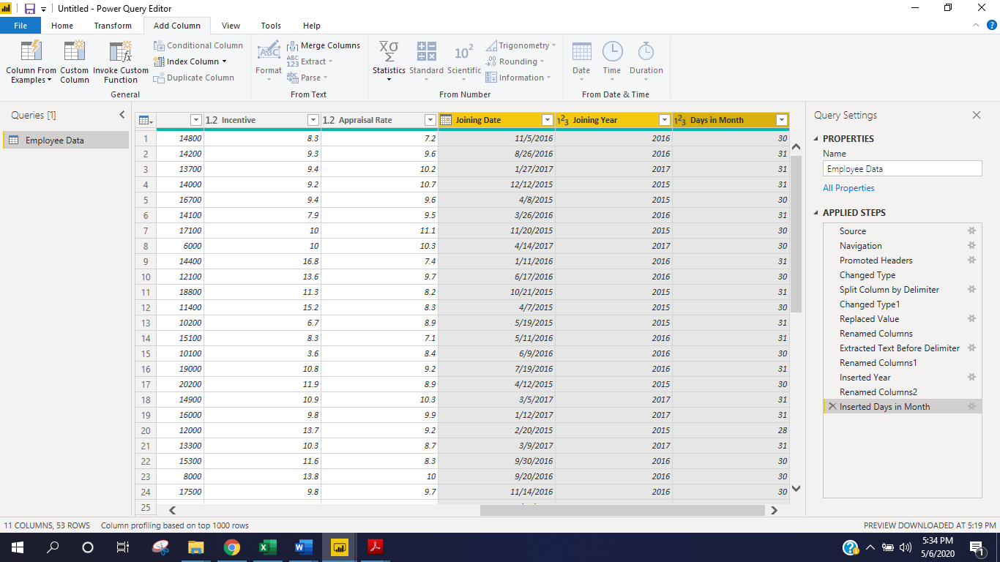 Untitled - Power Query Editor
File Home Transform Add Column View Tools Help
Column From Examples
Custom Column
Invoke Custom Function
Conditional Column
Index Column
Duplicate Column
General
ABC
Format
Merge Columns
ABC 123 Extract
abc Parse
From Text
ΧΟ Σ
Statistics
Standard
10² Scientific
Trigonometry
.00 Rounding
Information
From Number
Date
Time
Duration
From Date & Time
Queries [1]
Employee Data
1.2 Incentive 1.2 Appraisal Rate Joining Date 1²3 Joining Year 1²3 Days in Month
1 14800 8.3 7.2 11/5/2016 2016 30
2 14200 9.3 9.6 8/26/2016 2016 31
3 13700 9.4 10.2 1/27/2017 2017 31
4 14000 9.2 10.7 12/12/2015 2015 31
5 16700 9.4 9.6 4/8/2015 2015 30
6 14100 7.9 9.5 3/26/2016 2016 31
7 17100 10 11.1 11/20/2015 2015 30
8 6000 10 10.3 4/14/2017 2017 30
9 14400 16.8 7.4 1/11/2016 2016 31
10 12100 13.6 9.7 6/17/2016 2016 30
11 18800 11.3 8.2 10/21/2015 2015 31
12 11400 15.2 8.3 4/7/2015 2015 30
13 10200 6.7 8.9 5/19/2015 2015 31
14 15100 8.3 7.1 5/11/2016 2016 31
15 10100 3.6 8.4 6/9/2016 2016 30
16 19000 10.8 9.2 7/19/2016 2016 31
17 20200 11.9 8.9 4/12/2015 2015 30
18 14900 10.9 10.3 3/5/2017 2017 31
19 16000 9.8 9.9 1/12/2017 2017 31
20 12000 13.7 9.2 2/20/2015 2015 28
21 13300 10.3 8.7 3/9/2017 2017 31
22 15300 11.6 8.3 9/30/2016 2016 30
23 8000 13.8 10 9/20/2016 2016 30
24 17500 9.8 9.7 11/14/2016 2016 30
25
Query Settings
PROPERTIES
Name
Employee Data
All Properties
APPLIED STEPS
Source
Navigation
Promoted Headers
Changed Type
Split Column by Delimiter
Changed Type1
Replaced Value
Renamed Columns
Extracted Text Before Delimiter
Renamed Columns1
Inserted Year
Renamed Columns2
Inserted Days in Month
11 COLUMNS, 53 ROWS Column profiling based on top 1000 rows
PREVIEW DOWNLOADED AT 5:19 PM
5:34 PM
5/6/2020
1